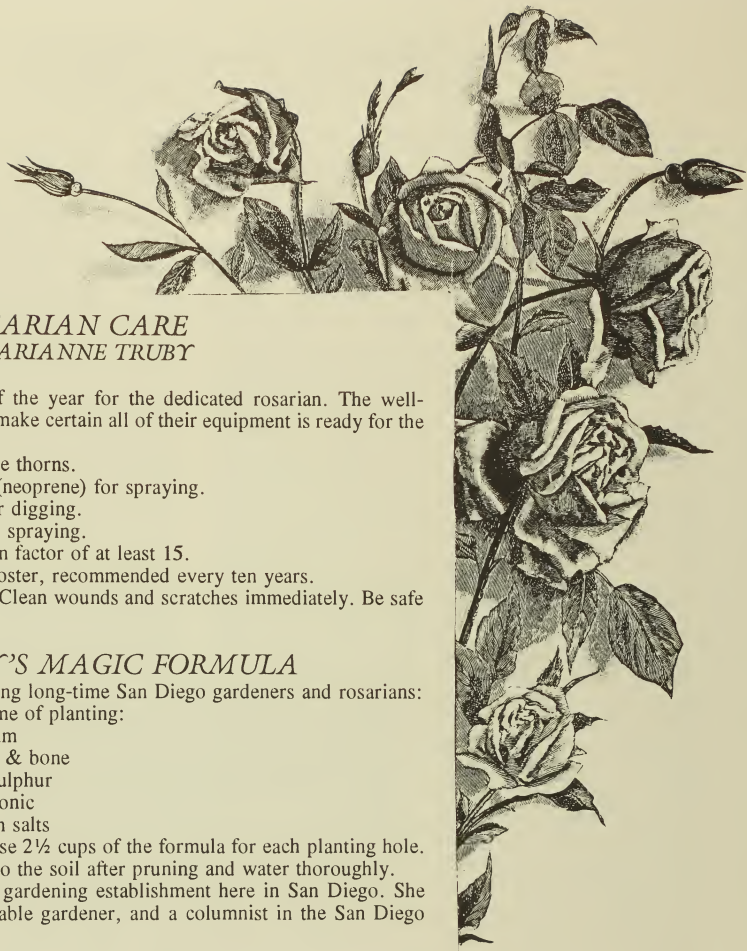 ARIAN CARE
ARIANNE TRUBY
f the year for the dedicated rosarian. The well-
make certain all of their equipment is ready for the
e thorns.
(neoprene) for spraying.
r digging.
spraying.
n factor of at least 15.
oster, recommended every ten years.
Clean wounds and scratches immediately. Be safe
'S MAGIC FORMULA
ng long-time San Diego gardeners and rosarians:
me of planting:
m
& bone
ulphur
onic
n salts
se 2½ cups of the formula for each planting hole.
o the soil after pruning and water thoroughly.
gardening establishment here in San Diego. She
able gardener, and a columnist in the San Diego